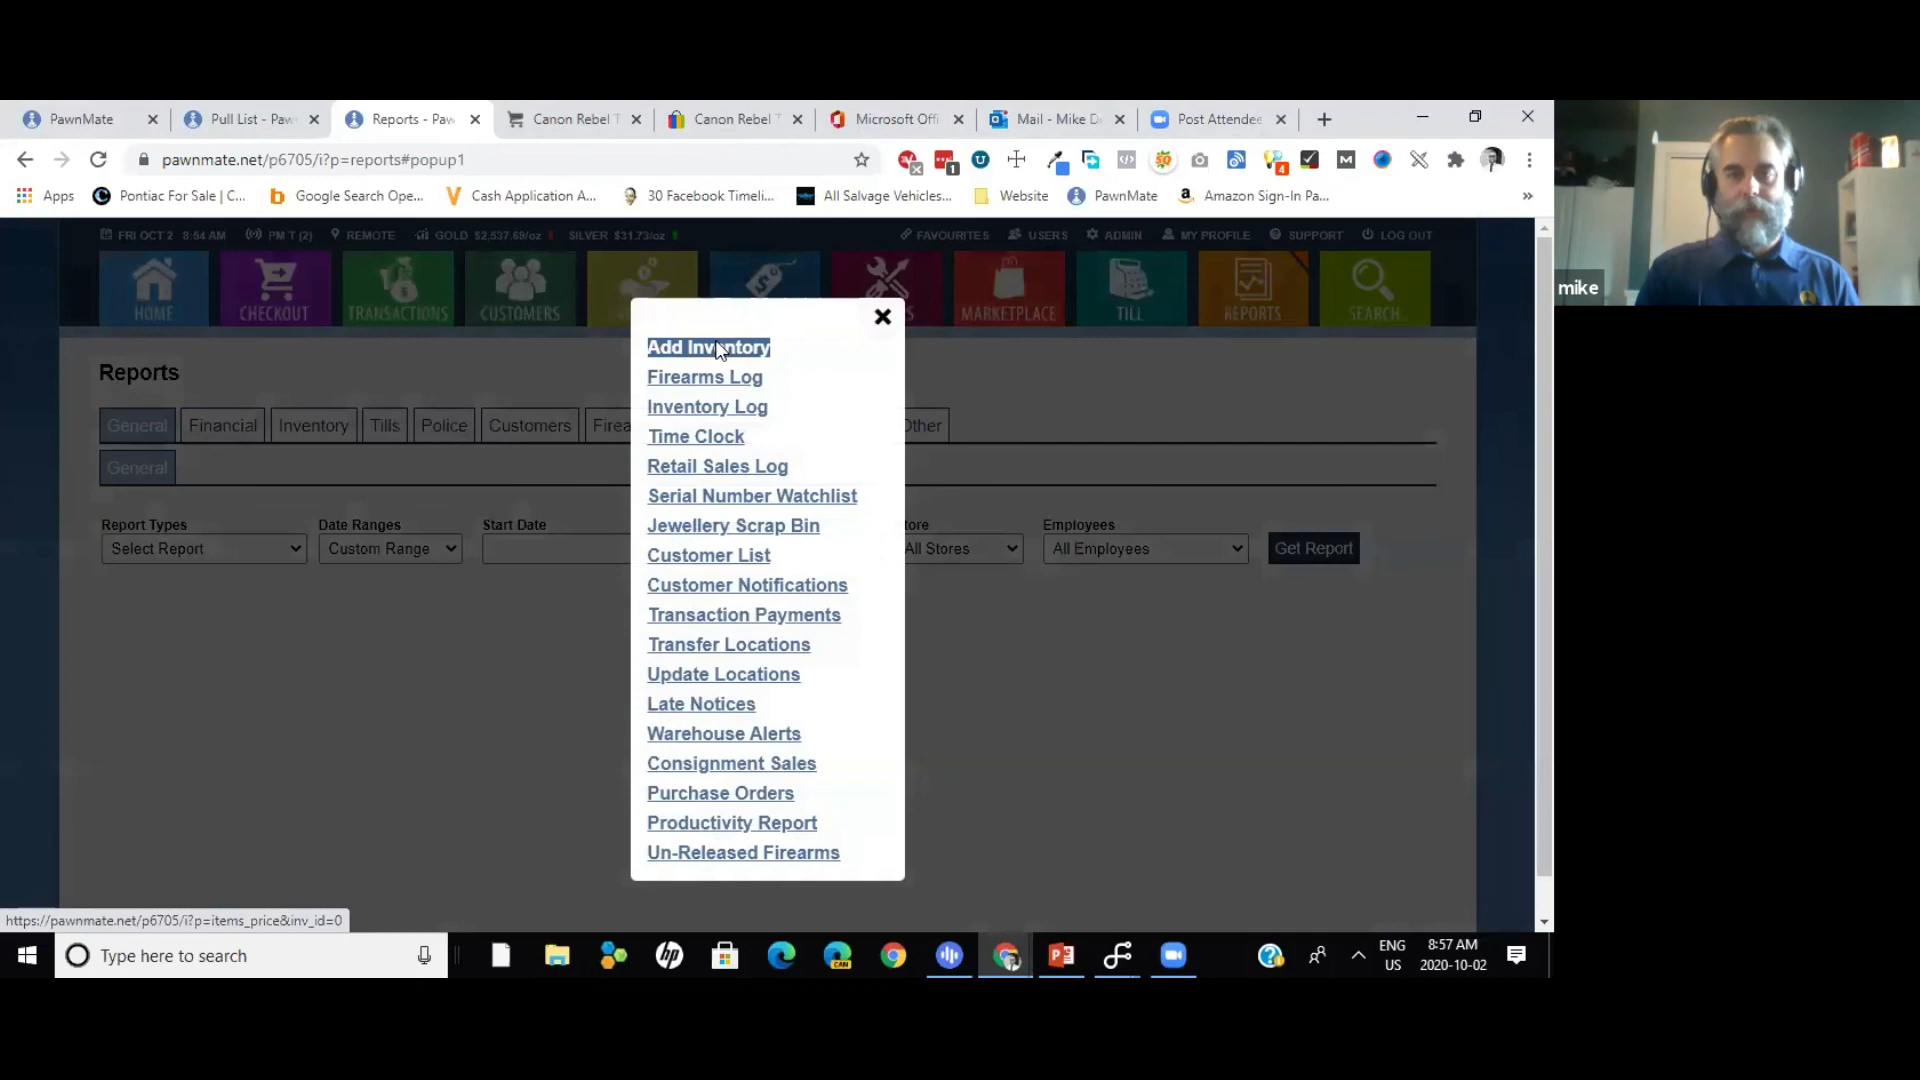 PawnMate
Pull List - Paw
Reports - Paw
Canon Rebel T
Canon Rebel T
Microsoft Offi
Mail - Mike D
Post Attendee
pawnmate.net/p6705/i?p=reports#popup1
Apps
Pontiac For Sale | C...
Google Search Ope...
Cash Application A...
30 Facebook Timeli...
All Salvage Vehicles...
Website
PawnMate
Amazon Sign-In Pa...
FRI OCT 2 8:54 AM
PM T (2)
REMOTE
GOLD $2,537.69/oz
SILVER $31.73/oz
FAVOURITES
USERS
ADMIN
MY PROFILE
SUPPORT
LOG OUT
HOME
CHECKOUT
TRANSACTIONS
CUSTOMERS
MARKETPLACE
TILL
REPORTS
SEARCH
mike
Reports
General
Financial
Inventory
Tills
Police
Customers
Firea
Other
General
Report Types
Date Ranges
Start Date
tore
Employees
Select Report
Custom Range
All Stores
All Employees
Get Report
Add Inventory
Firearms Log
Inventory Log
Time Clock
Retail Sales Log
Serial Number Watchlist
Jewellery Scrap Bin
Customer List
Customer Notifications
Transaction Payments
Transfer Locations
Update Locations
Late Notices
Warehouse Alerts
Consignment Sales
Purchase Orders
Productivity Report
Un-Released Firearms
https://pawnmate.net/p6705/i?p=items_price&inv_id=0
Type here to search
ENG
US
8:57 AM
2020-10-02